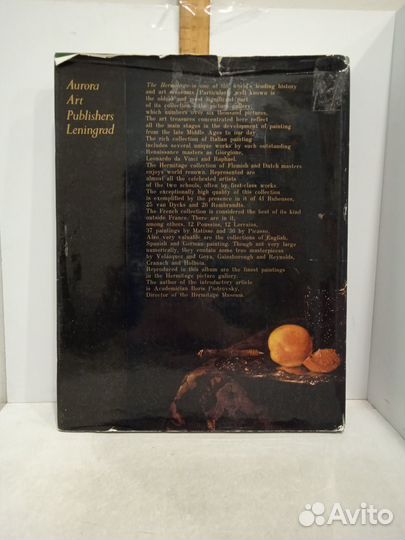 Aurora
Art
Publishers
Leningrad
The Hermitage is one of the world's leading history
and art museums. Particularly well known is
the oldest and most significant part
of its collection – the picture gallery,
which numbers over six thousand pictures.
The art treasures concentrated here reflect
all the main stages in the development of painting
from the late Middle Ages to our day.
The rich collection of Italian painting
includes several unique works by such outstanding
Renaissance masters as Giorgione,
Leonardo da Vinci and Raphael.
The Hermitage collection of Flemish and Dutch masters
enjoys world renown. Represented are
almost all the celebrated artists
of the two schools, often by first-class works.
The exceptionally high quality of this collection
is exemplified by the presence in it of 41 Rubenses,
25 van Dycks and 26 Rembrandts.
The French collection is considered the best of its kind
outside France. There are in it,
among others, 12 Poussins, 12 Lorrains,
37 paintings by Matisse and 36 by Picasso.
Also very valuable are the collections of English,
Spanish and German painting. Though not very large
numerically, they contain some true masterpieces
by Velázquez and Goya, Gainsborough and Reynolds,
Cranach and Holbein.
Reproduced in this album are the finest paintings
in the Hermitage picture gallery.
The author of the introductory article
is Academician Boris Piotrovsky,
Director of the Hermitage Museum.
Avito